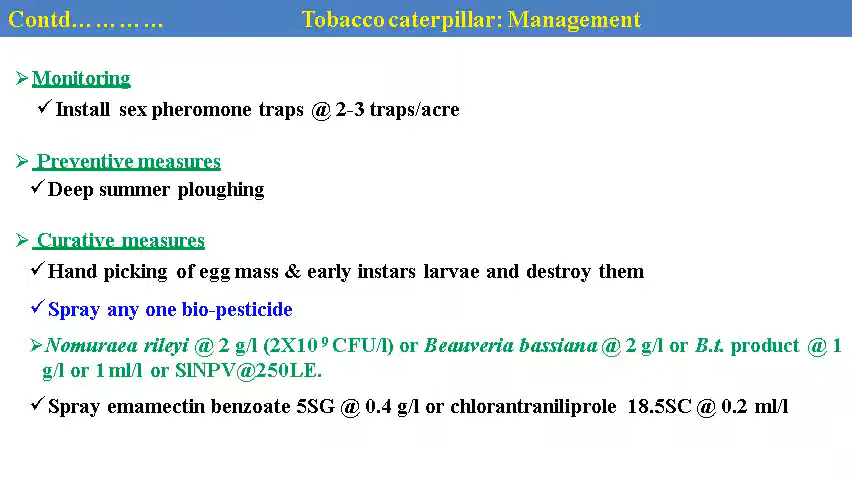 Contd………… Tobacco caterpillar: Management
➢Monitoring
✓Install sex pheromone traps @ 2-3 traps/acre
➢ Preventive measures
✓Deep summer ploughing
➢ Curative measures
✓Hand picking of egg mass & early instars larvae and destroy them
✓Spray any one bio-pesticide
➢Nomuraea rileyi @ 2 g/l (2X10⁹ CFU/l) or Beauveria bassiana @ 2 g/l or B.t. product @ 1
g/l or 1 ml/l or SlNPV@250LE.
✓Spray emamectin benzoate 5SG @ 0.4 g/l or chlorantraniliprole 18.5SC @ 0.2 ml/l